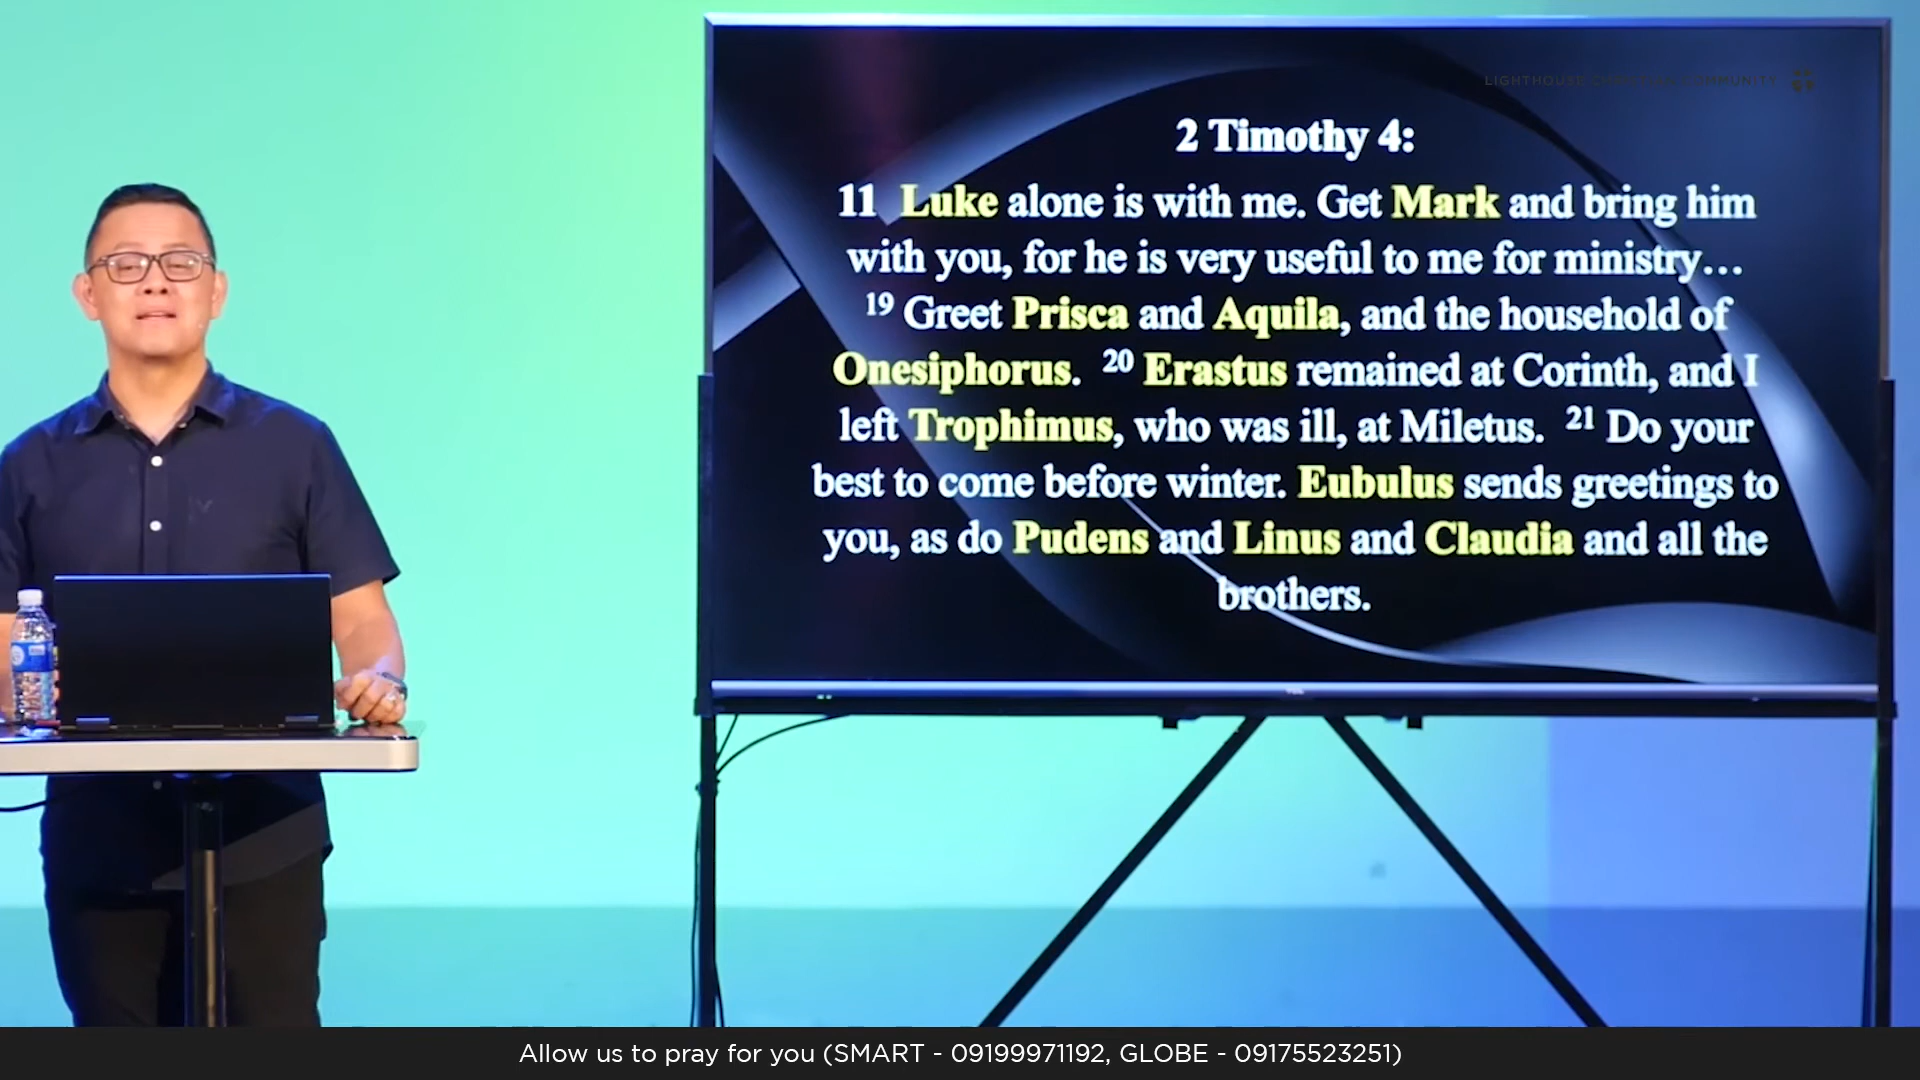 LIGHTHOUSE CHRISTIAN COMMUNITY
2 Timothy 4:
11 Luke alone is with me. Get Mark and bring him
with you, for he is very useful to me for ministry…
19 Greet Prisca and Aquila, and the household of
Onesiphorus. 20 Erastus remained at Corinth, and I
left Trophimus, who was ill, at Miletus. 21 Do your
best to come before winter. Eubulus sends greetings to
you, as do Pudens and Linus and Claudia and all the
brothers.
Allow us to pray for you (SMART - 09199971192, GLOBE - 09175523251)